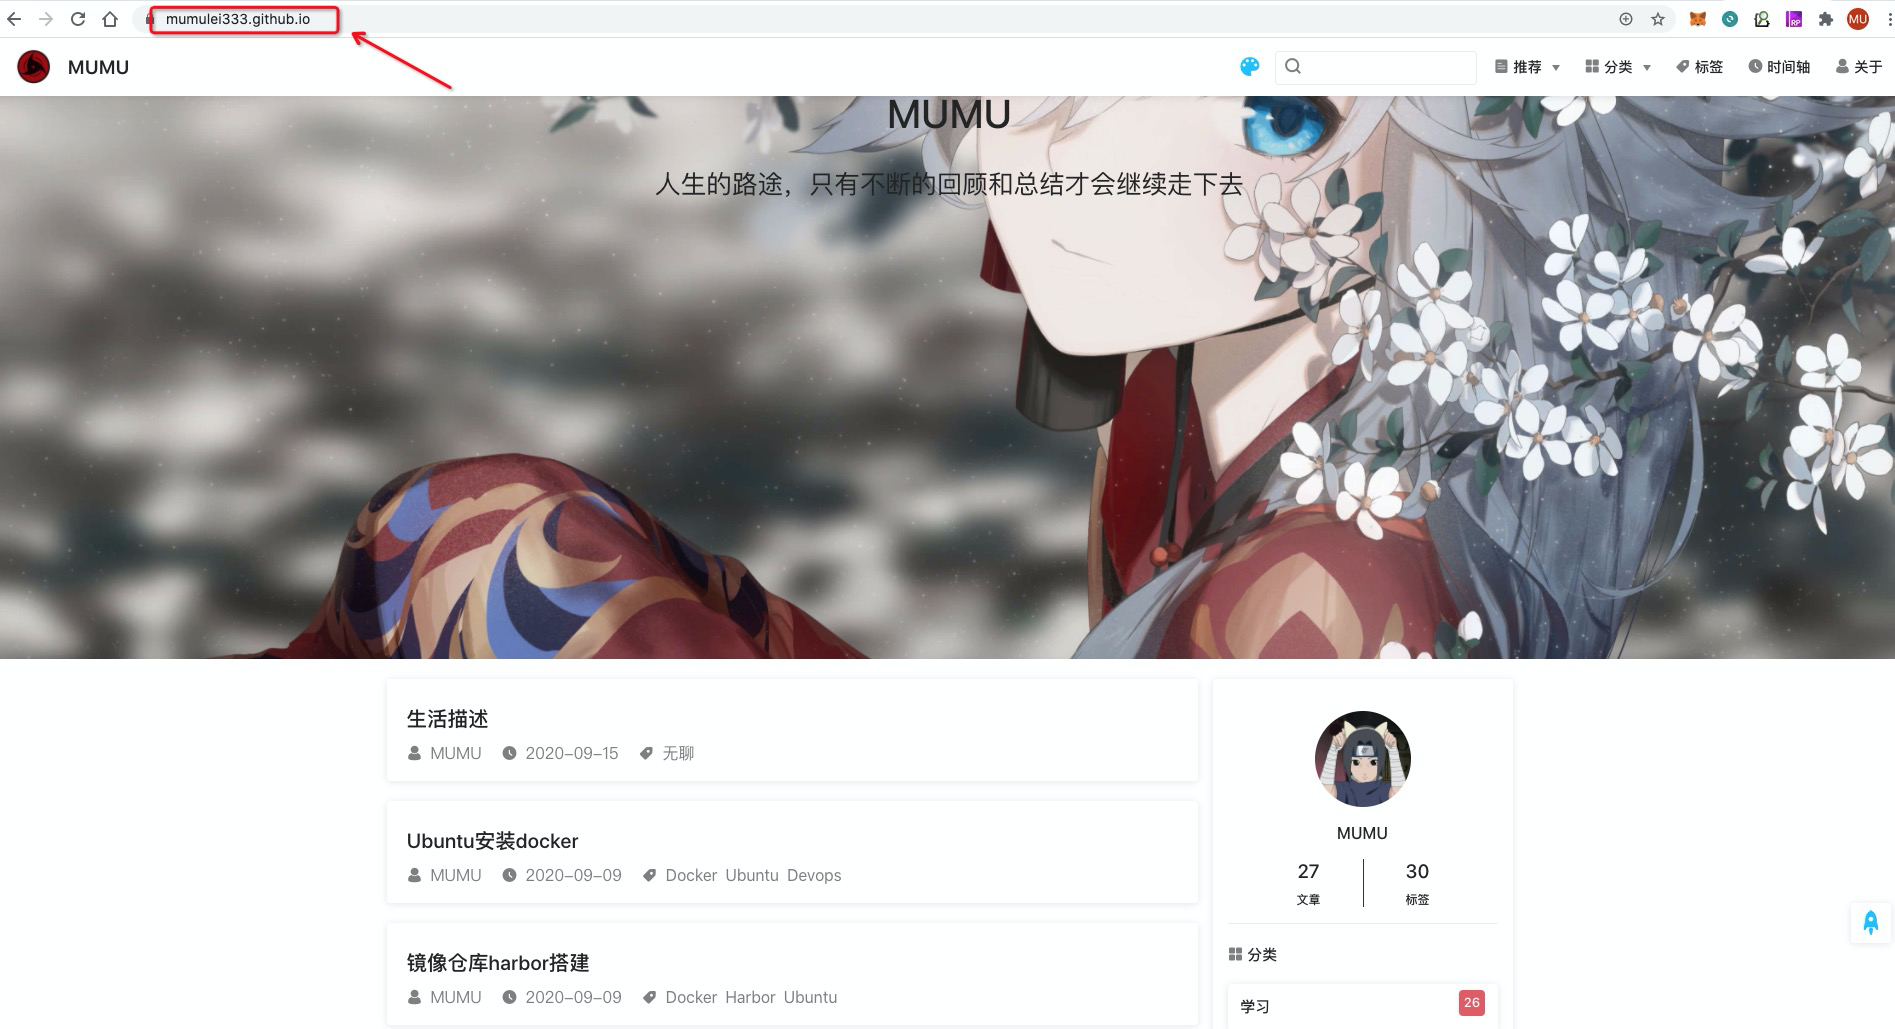 mumulei333.github.io
MU
MUMU
推荐 分类 标签 时间轴 关于
MUMU
人生的路途，只有不断的回顾和总结才会继续走下去
生活描述
MUMU 2020-09-15 无聊
Ubuntu安装docker
MUMU 2020-09-09 Docker Ubuntu Devops
镜像仓库harbor搭建
MUMU 2020-09-09 Docker Harbor Ubuntu
MUMU
27 30
文章 标签
分类
学习 26